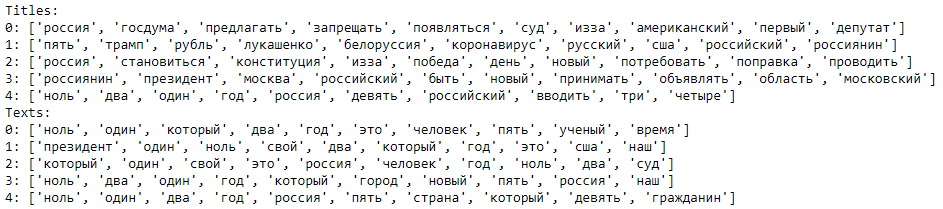 Titles:
0: ['россия', 'госдума', 'предлагать', 'запрещать', 'появляться', 'суд', 'изза', 'американский', 'первый', 'депутат']
1: ['пять', 'трамп', 'рубль', 'лукашенко', 'белоруссия', 'коронавирус', 'русский', 'сша', 'российский', 'россиянин']
2: ['россия', 'становиться', 'конституция', 'изза', 'победа', 'день', 'новый', 'потребовать', 'поправка', 'проводить']
3: ['россиянин', 'президент', 'москва', 'российский', 'быть', 'новый', 'принимать', 'объявлять', 'область', 'московский']
4: ['ноль', 'два', 'один', 'год', 'россия', 'девять', 'российский', 'вводить', 'три', 'четыре']
Texts:
0: ['ноль', 'один', 'который', 'два', 'год', 'это', 'человек', 'пять', 'ученый', 'время']
1: ['президент', 'один', 'ноль', 'свой', 'два', 'который', 'год', 'это', 'сша', 'наш']
2: ['который', 'один', 'свой', 'это', 'россия', 'человек', 'год', 'ноль', 'два', 'суд']
3: ['ноль', 'два', 'один', 'год', 'который', 'город', 'новый', 'пять', 'россия', 'наш']
4: ['ноль', 'один', 'два', 'год', 'россия', 'пять', 'страна', 'который', 'девять', 'гражданин']